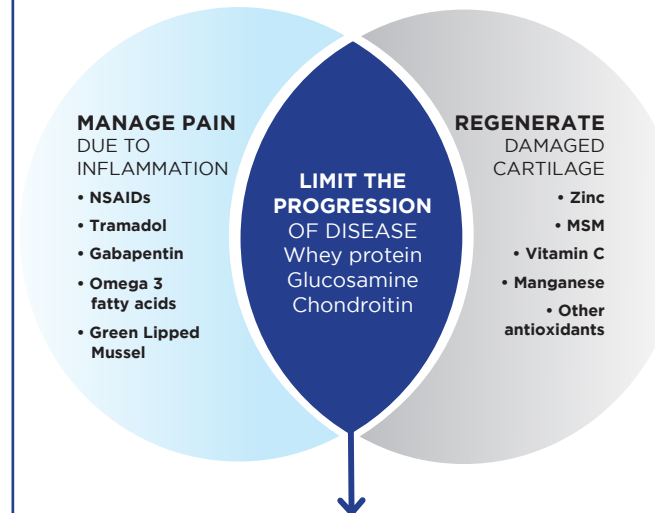 MANAGE PAIN
DUE TO
INFLAMMATION
• NSAIDs
• Tramadol
• Gabapentin
• Omega 3
fatty acids
• Green Lipped
Mussel
LIMIT THE
PROGRESSION
OF DISEASE
Whey protein
Glucosamine
Chondroitin
REGENERATE
DAMAGED
CARTILAGE
• Zinc
• MSM
• Vitamin C
• Manganese
• Other
antioxidants